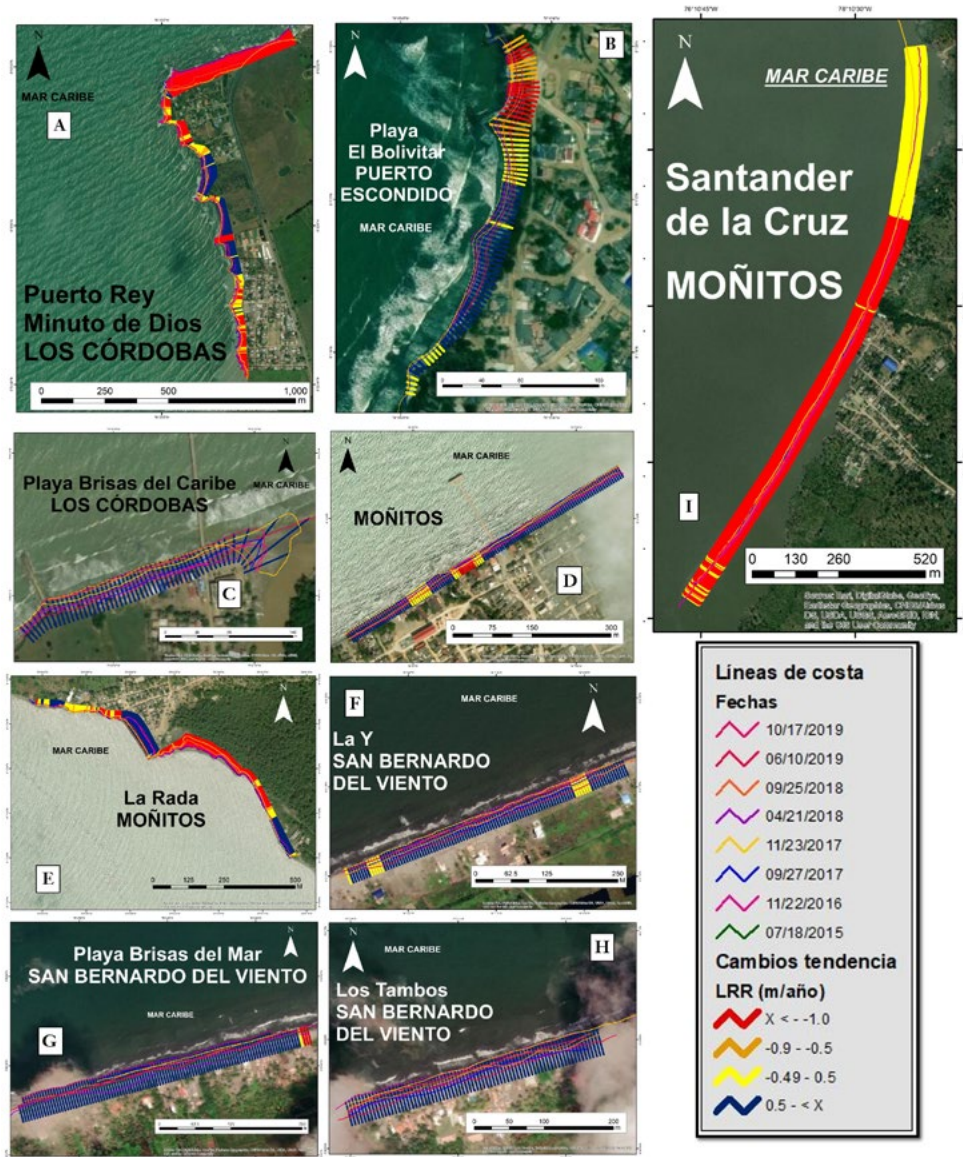 A
N
MAR CARIBE
Puerto Rey
Minuto de Dios
LOS CÓRDOBAS
0 250 500 1,000
m
B
N
Playa
El Bolivitar
PUERTO
ESCONDIDO
MAR CARIBE
m
76°10'45"W 76°10'30"W
N
MAR CARIBE
Santander
de la Cruz
MOÑITOS
I
0 130 260 520
m
N
Playa Brisas del Caribe
LOS CÓRDOBAS
MAR CARIBE
C
N
MAR CARIBE
MOÑITOS
D
0 75 150 300
m
N
MAR CARIBE
La Rada
MOÑITOS
E
0 125 250 500
M
F
N
MAR CARIBE
La Y
SAN BERNARDO
DEL VIENTO
0 62.5 125 250
M
Playa Brisas del Mar
SAN BERNARDO DEL VIENTO
N
MAR CARIBE
G
H
N
MAR CARIBE
Los Tambos
SAN BERNARDO
DEL VIENTO
0 50 100 200
m
Líneas de costa
Fechas
10/17/2019
06/10/2019
09/25/2018
04/21/2018
11/23/2017
09/27/2017
11/22/2016
07/18/2015
Cambios tendencia
LRR (m/año)
X < - -1.0
-0.9 - -0.5
-0.49 - 0.5
0.5 - < X